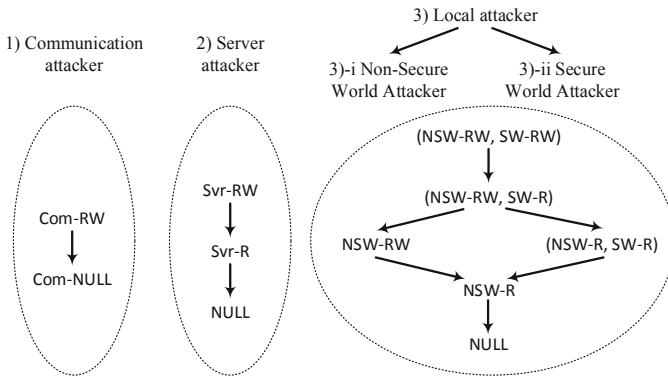 1) Communication
attacker
2) Server
attacker
3) Local attacker
3)-i Non-Secure
World Attacker
3)-ii Secure
World Attacker
Com-RW
Com-NULL
Svr-RW
Svr-R
NULL
(NSW-RW, SW-RW)
(NSW-RW, SW-R)
NSW-RW
(NSW-R, SW-R)
NSW-R
NULL